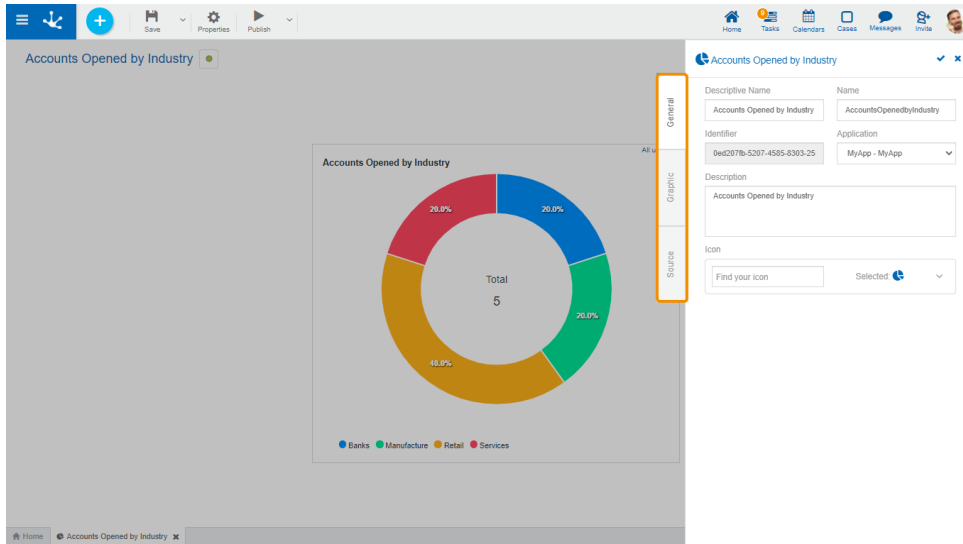 Save
Properties
Publish
Home
9
Tasks
Calendars
Cases
Messages
Invite
Accounts Opened by Industry
Accounts Opened by Industry
All u
Accounts Opened by Industry
20.0%
20.0%
20.0%
40.0%
Total
5
Banks
Manufacture
Retail
Services
General
Graphic
Source
Descriptive Name
Name
Accounts Opened by Industry
AccountsOpenedbyIndustry
Identifier
Application
0ed207fb-5207-4585-8303-25
MyApp - MyApp
Description
Accounts Opened by Industry
Icon
Find your icon
Selected:
Home
Accounts Opened by Industry